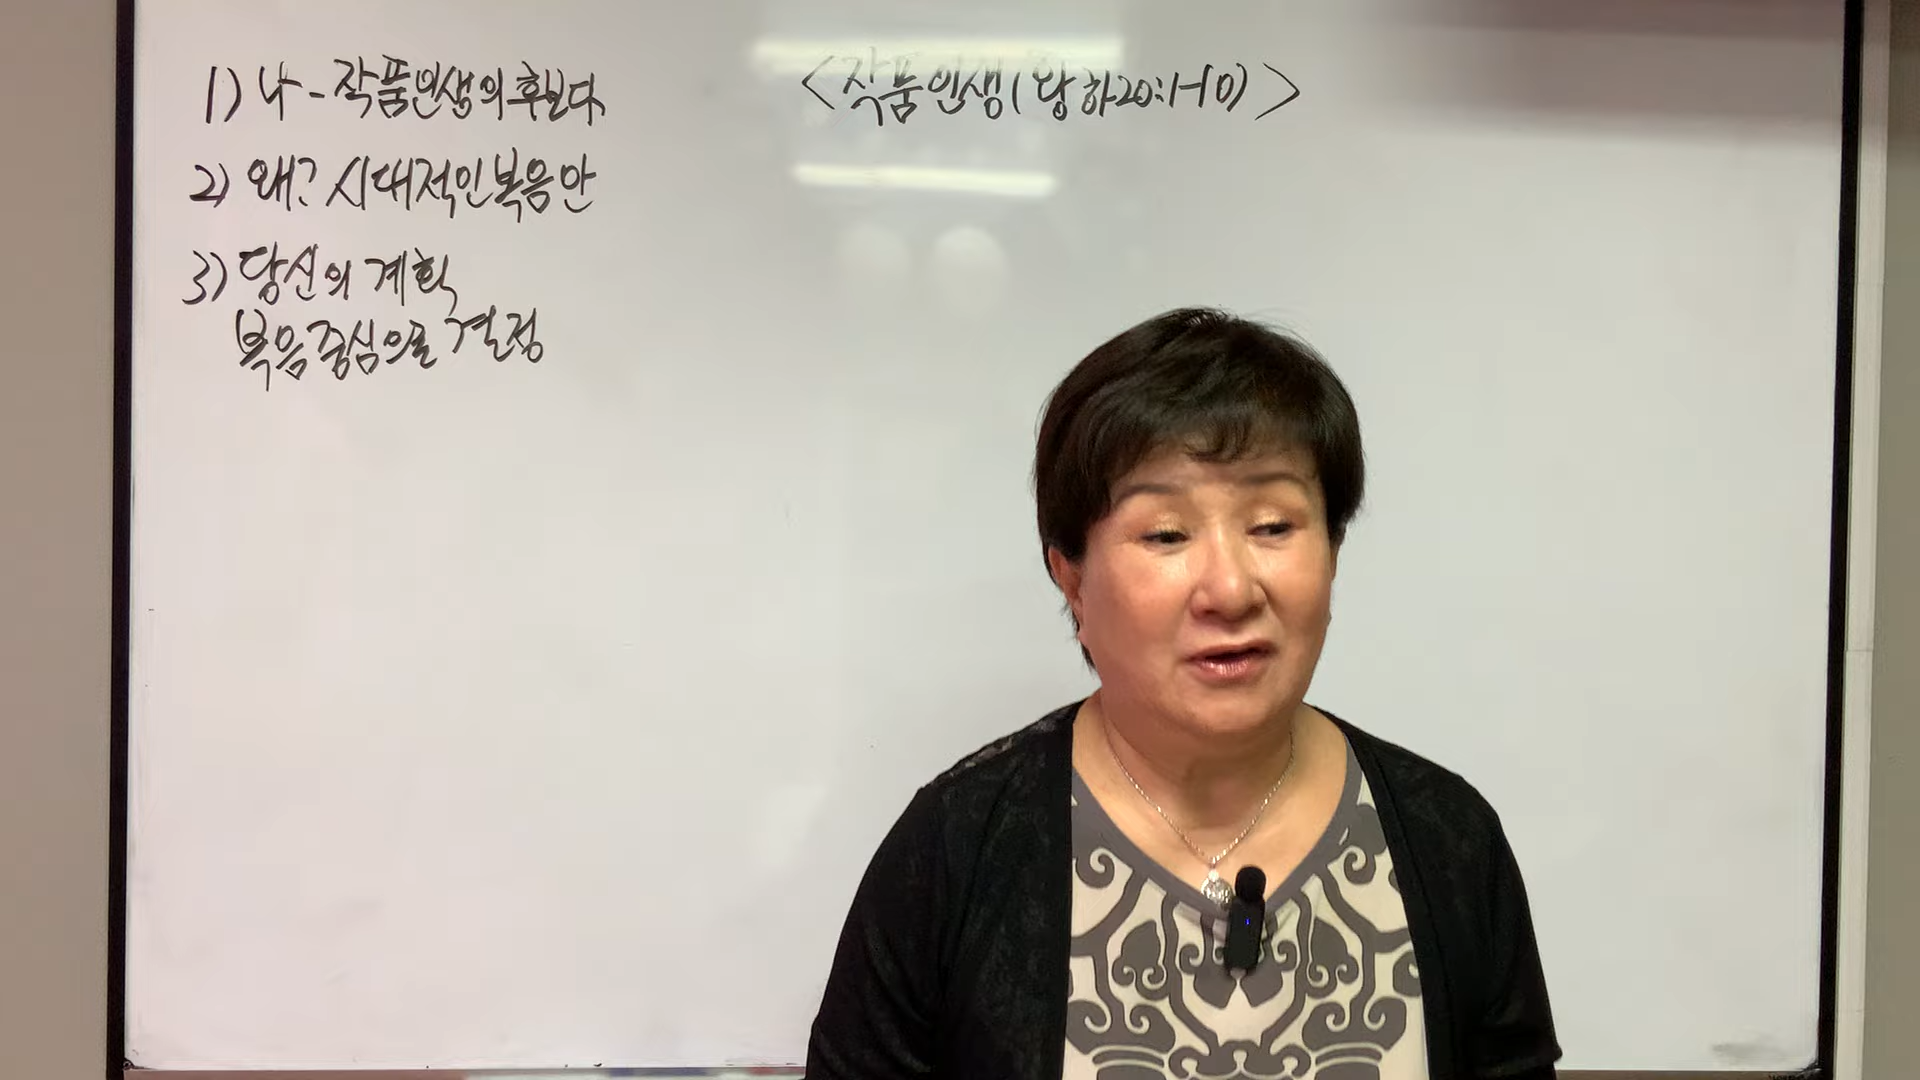 <작품인생(왕하20:1-10)>
1) 나 - 작품인생의 후보다.
2) 왜? 시대적인 복음안
3) 당신의 계획
복음중심으로 결정